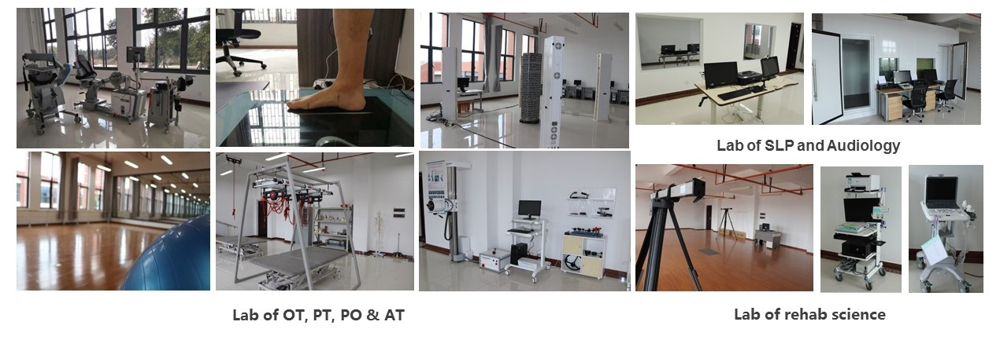 Lab of SLP and Audiology
Lab of OT, PT, PO & AT
Lab of rehab science